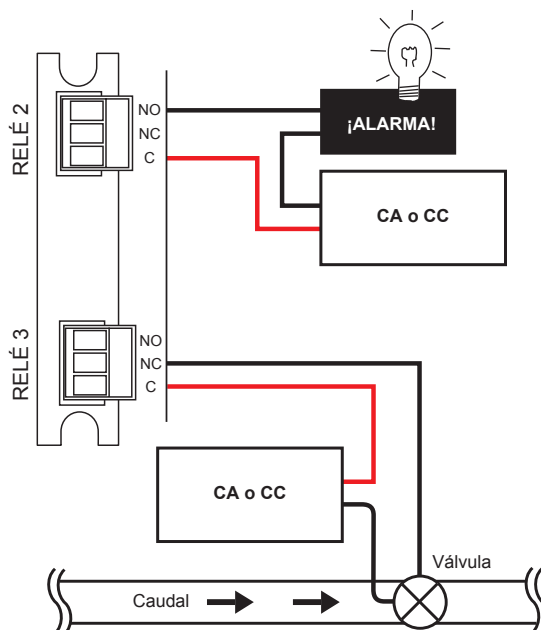 RELÉ 2
NO
NC
C
¡ALARMA!
CA o CC
RELÉ 3
NO
NC
C
CA o CC
Válvula
Caudal